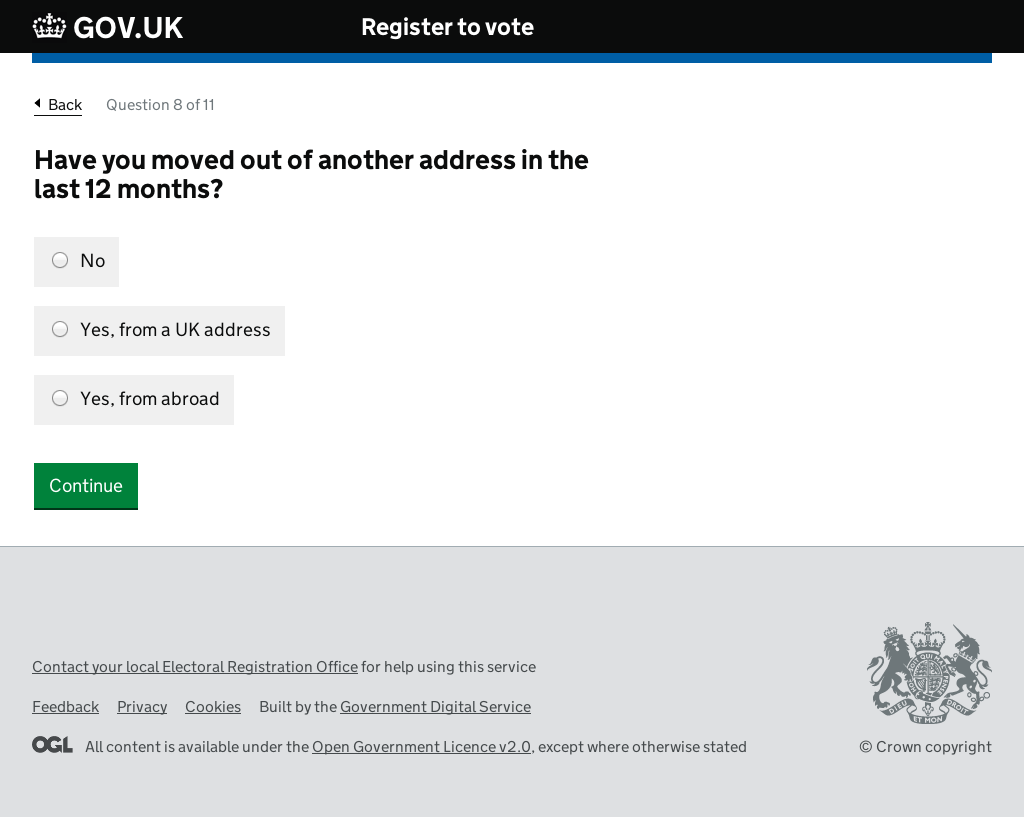 GOV.UK
Register to vote
Back
Question 8 of 11
Have you moved out of another address in the
last 12 months?
No
Yes, from a UK address
Yes, from abroad
Continue
Contact your local Electoral Registration Office for help using this service
Feedback Privacy Cookies Built by the Government Digital Service
OGL All content is available under the Open Government Licence v2.0, except where otherwise stated
DIEU ET MON DROIT
© Crown copyright